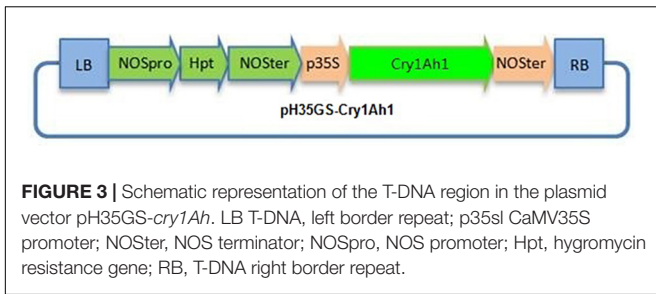 LB NOSpro Hpt NOSter p35S Cry1Ah1 NOSter RB
pH35GS-Cry1Ah1
FIGURE 3 | Schematic representation of the T-DNA region in the plasmid
vector pH35GS-cry1Ah. LB T-DNA, left border repeat; p35sl CaMV35S
promoter; NOSter, NOS terminator; NOSpro, NOS promoter; Hpt, hygromycin
resistance gene; RB, T-DNA right border repeat.